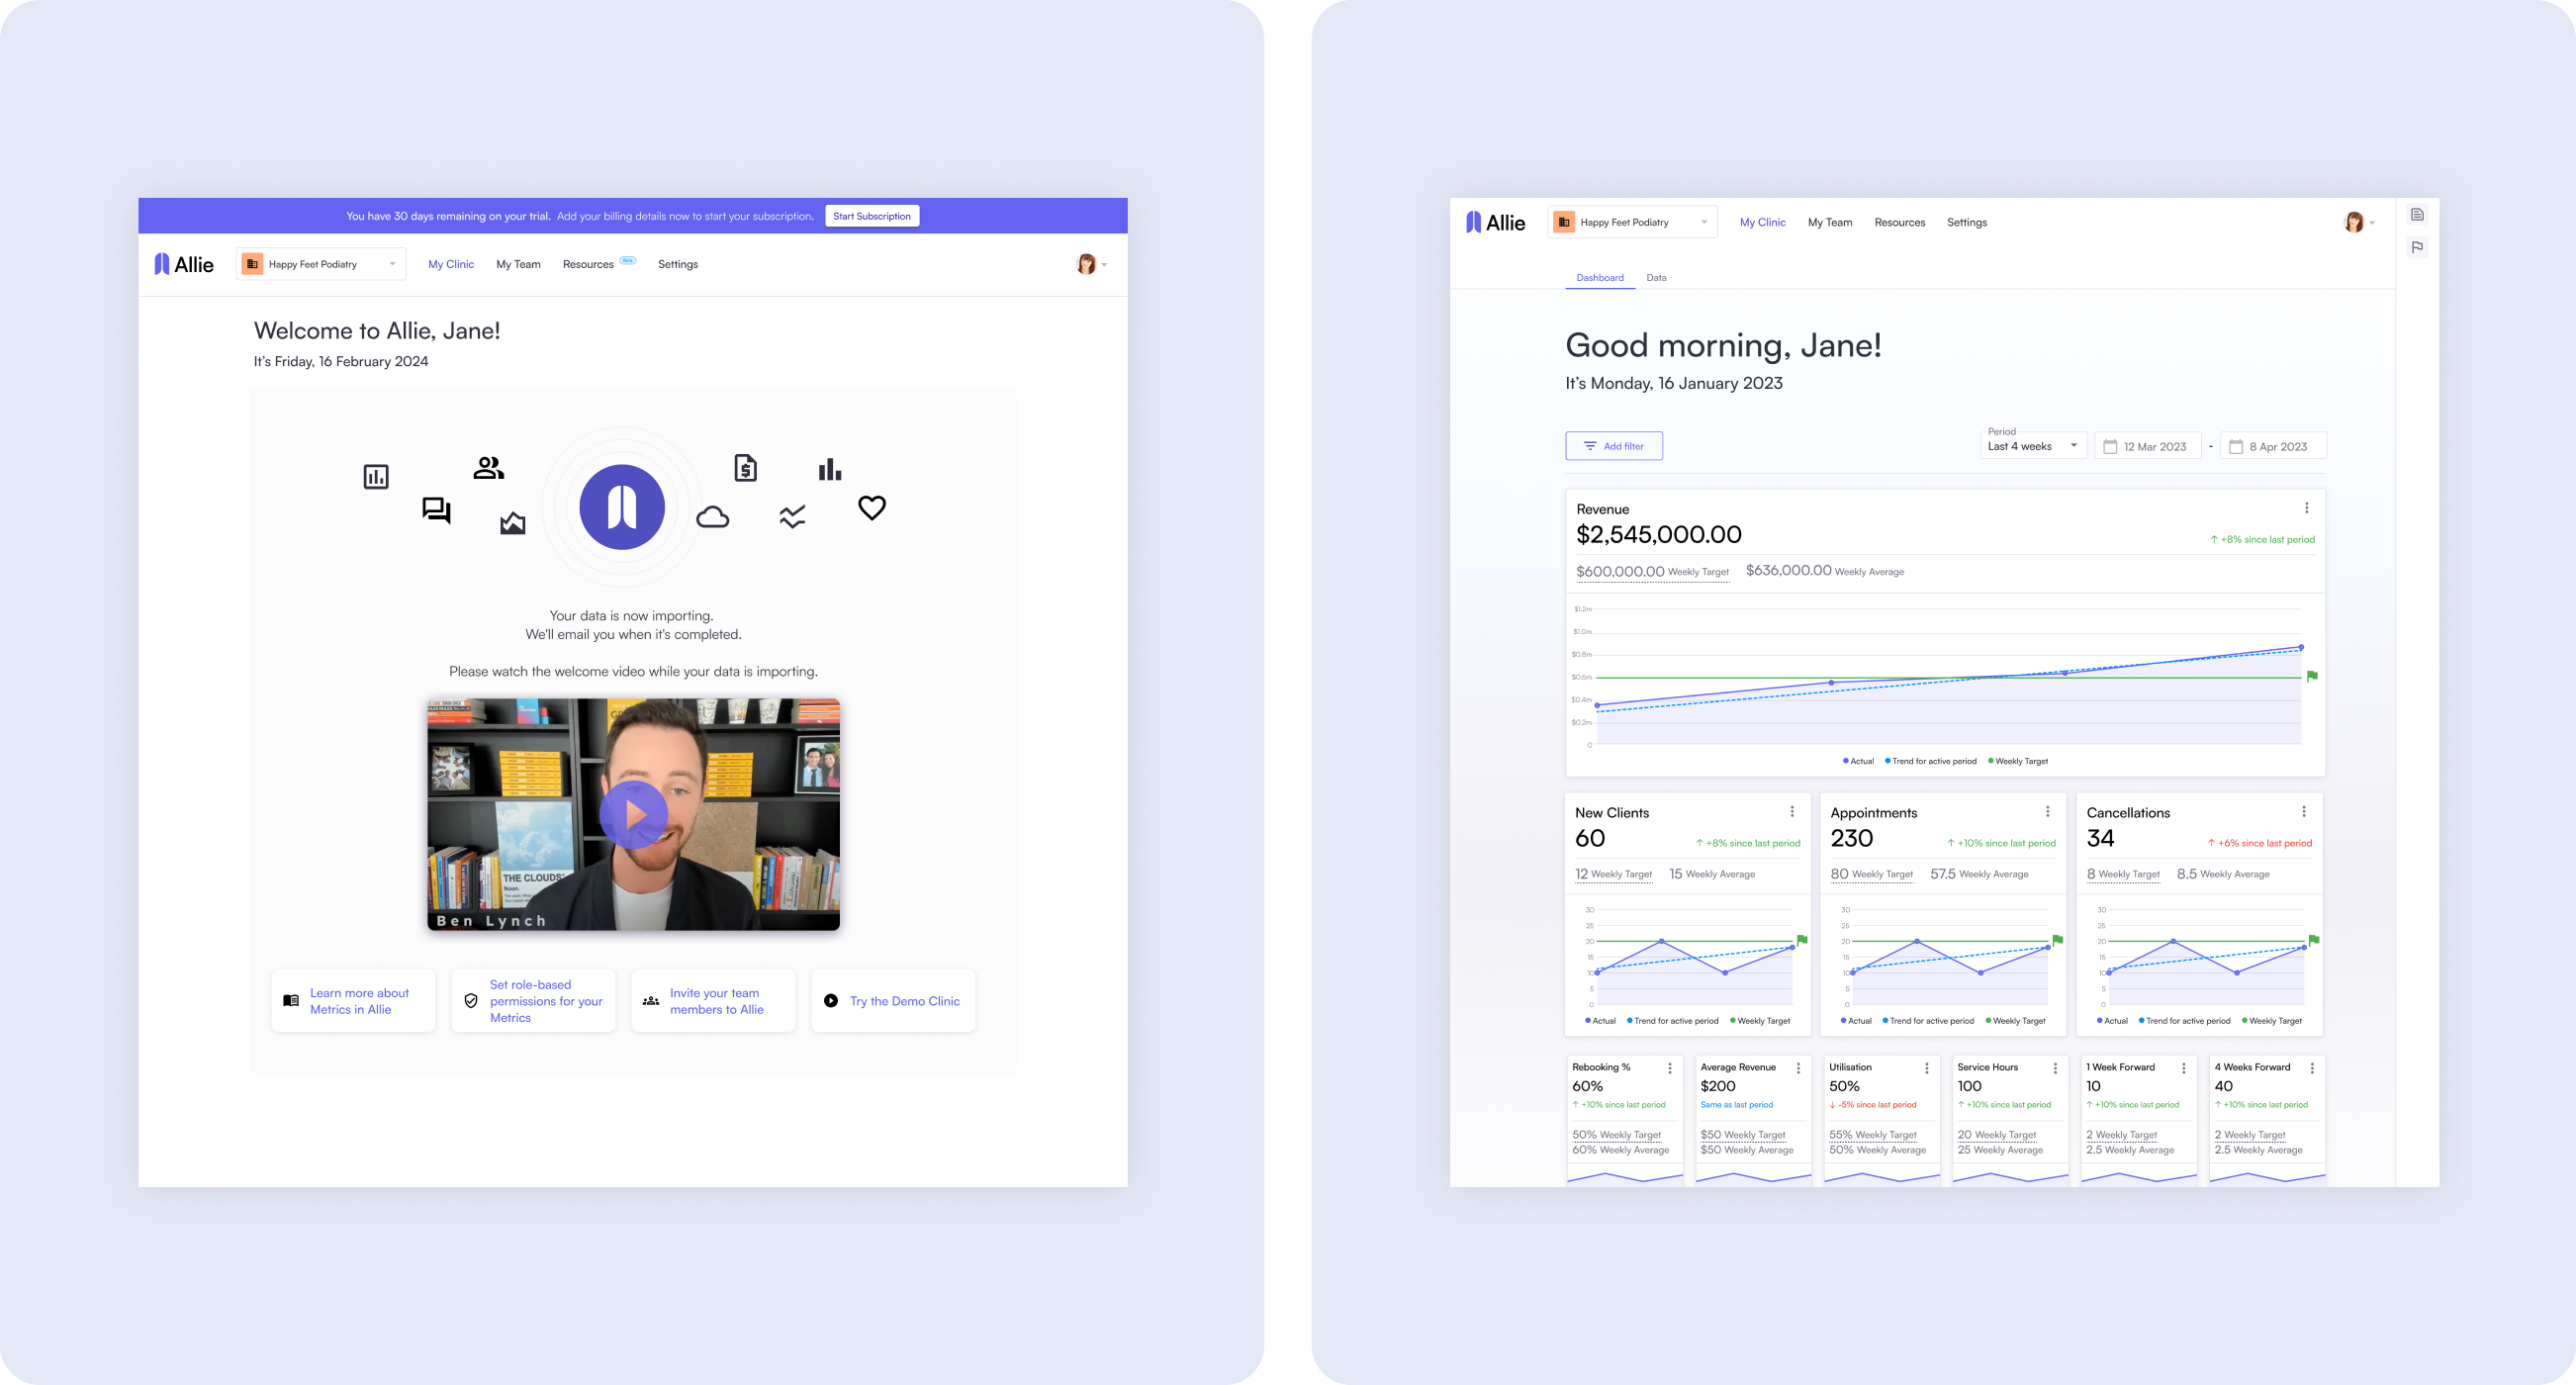 You have 30 days remaining on your trial. Add your billing details now to start your subscription. Start Subscription
Allie Happy Feet Podiatry My Clinic My Team Resources Beta Settings
Welcome to Allie, Jane!
It's Friday, 16 February 2024
Your data is now importing.
We'll email you when it's completed.
Please watch the welcome video while your data is importing.
THE CLOUDS
Noun.
Ben Lynch
Learn more about
Metrics in Allie
Set role-based
permissions for your
Metrics
Invite your team
members to Allie
Try the Demo Clinic
Allie Happy Feet Podiatry My Clinic My Team Resources Settings
Dashboard Data
Good morning, Jane!
It's Monday, 16 January 2023
Add filter
Period
Last 4 weeks 12 Mar 2023 - 8 Apr 2023
Revenue
$2,545,000.00
↑ +8% since last period
$600,000.00 Weekly Target $636,000.00 Weekly Average
$1.2m
$1.0m
$0.8m
$0.6m
$0.4m
$0.2m
0
Actual Trend for active period Weekly Target
New Clients
60
↑ +8% since last period
12 Weekly Target 15 Weekly Average
30
25
20
15
10
5
0
Actual Trend for active period Weekly Target
Appointments
230
↑ +10% since last period
80 Weekly Target 57.5 Weekly Average
30
25
20
15
10
5
0
Actual Trend for active period Weekly Target
Cancellations
34
↑ +6% since last period
8 Weekly Target 8.5 Weekly Average
30
25
20
15
10
5
0
Actual Trend for active period Weekly Target
Rebooking %
60%
↑ +10% since last period
50% Weekly Target
60% Weekly Average
Average Revenue
$200
Same as last period
$50 Weekly Target
$50 Weekly Average
Utilisation
50%
↓ -5% since last period
55% Weekly Target
50% Weekly Average
Service Hours
100
↑ +10% since last period
20 Weekly Target
25 Weekly Average
1 Week Forward
10
↑ +10% since last period
2 Weekly Target
2.5 Weekly Average
4 Weeks Forward
40
↑ +10% since last period
2 Weekly Target
2.5 Weekly Average